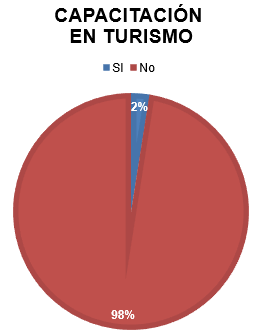 CAPACITACIÓN
EN TURISMO
SI No
2%
98%